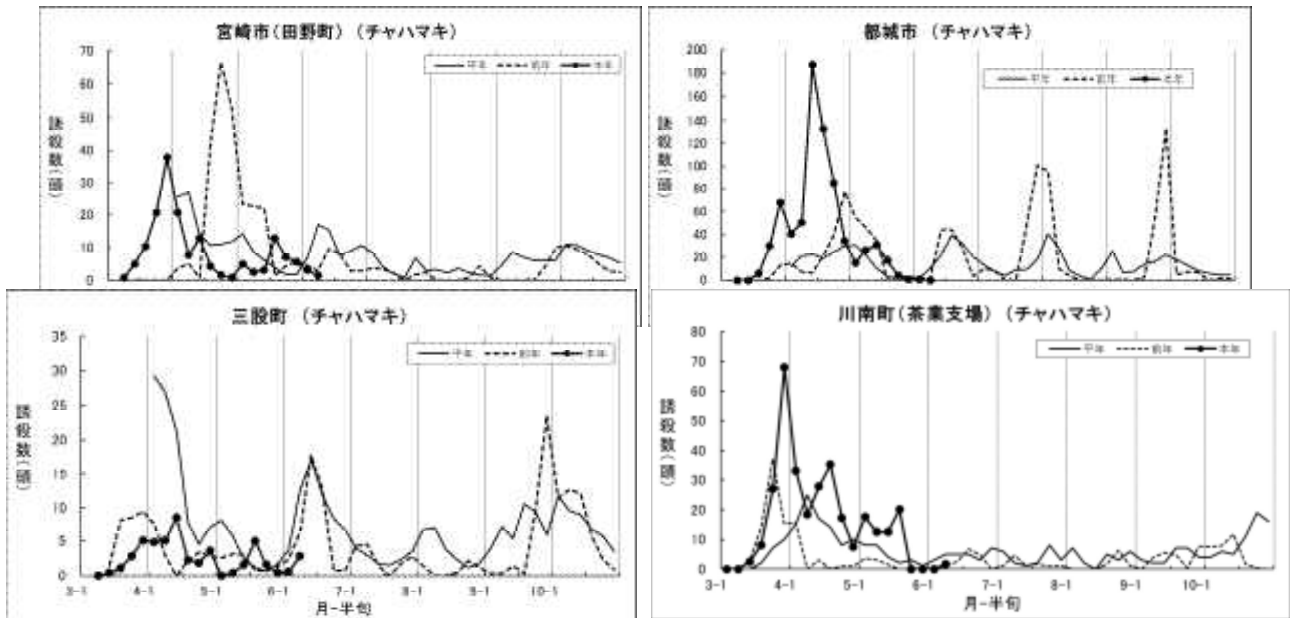 宮崎市(田野町) (チャハマキ)
誘殺数(頭)
70
60
50
40
30
20
10
0
平年 前年 本年
都城市 (チャハマキ)
誘殺数(頭)
200
180
160
140
120
100
80
60
40
20
0
平年 前年 本年
三股町 (チャハマキ)
誘殺数(頭)
35
30
25
20
15
10
5
0
平年 前年 本年
3-1 4-1 5-1 6-1 7-1 8-1 9-1 10-1
月-半旬
川南町(茶業支場) (チャハマキ)
誘殺数(頭)
80
70
60
50
40
30
20
10
0
平年 前年 本年
3-1 4-1 5-1 6-1 7-1 8-1 9-1 10-1
月-半旬